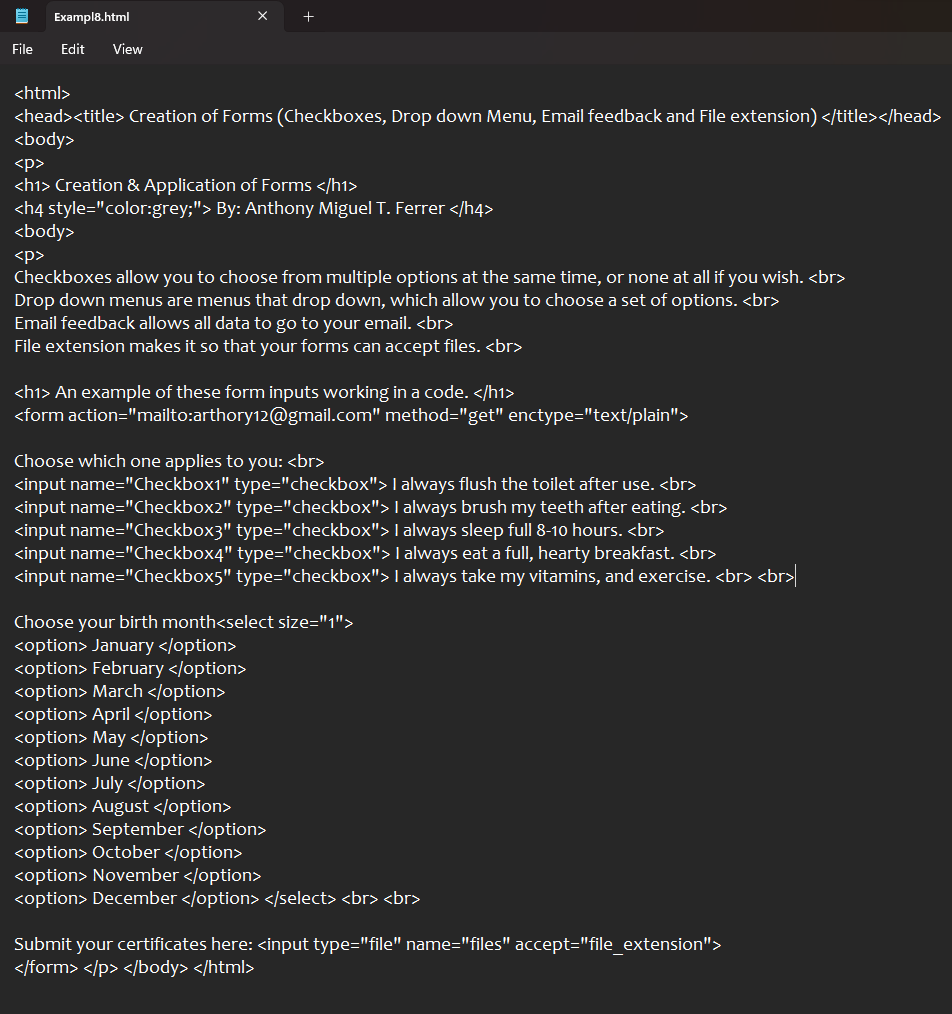 Exampl8.html
File Edit View
<html>
<head><title> Creation of Forms (Checkboxes, Drop down Menu, Email feedback and File extension) </title></head>
<body>
<p>
<h1> Creation & Application of Forms </h1>
<h4 style="color:grey;"> By: Anthony Miguel T. Ferrer </h4>
<body>
<p>
Checkboxes allow you to choose from multiple options at the same time, or none at all if you wish. <br>
Drop down menus are menus that drop down, which allow you to choose a set of options. <br>
Email feedback allows all data to go to your email. <br>
File extension makes it so that your forms can accept files. <br>
<h1> An example of these form inputs working in a code. </h1>
<form action="mailto:arthory12@gmail.com" method="get" enctype="text/plain">
Choose which one applies to you: <br>
<input name="Checkbox1" type="checkbox"> I always flush the toilet after use. <br>
<input name="Checkbox2" type="checkbox"> I always brush my teeth after eating. <br>
<input name="Checkbox3" type="checkbox"> I always sleep full 8-10 hours. <br>
<input name="Checkbox4" type="checkbox"> I always eat a full, hearty breakfast. <br>
<input name="Checkbox5" type="checkbox"> I always take my vitamins, and exercise. <br> <br>
Choose your birth month<select size="1">
<option> January </option>
<option> February </option>
<option> March </option>
<option> April </option>
<option> May </option>
<option> June </option>
<option> July </option>
<option> August </option>
<option> September </option>
<option> October </option>
<option> November </option>
<option> December </option> </select> <br> <br>
Submit your certificates here: <input type="file" name="files" accept="file_extension">
</form> </p> </body> </html>